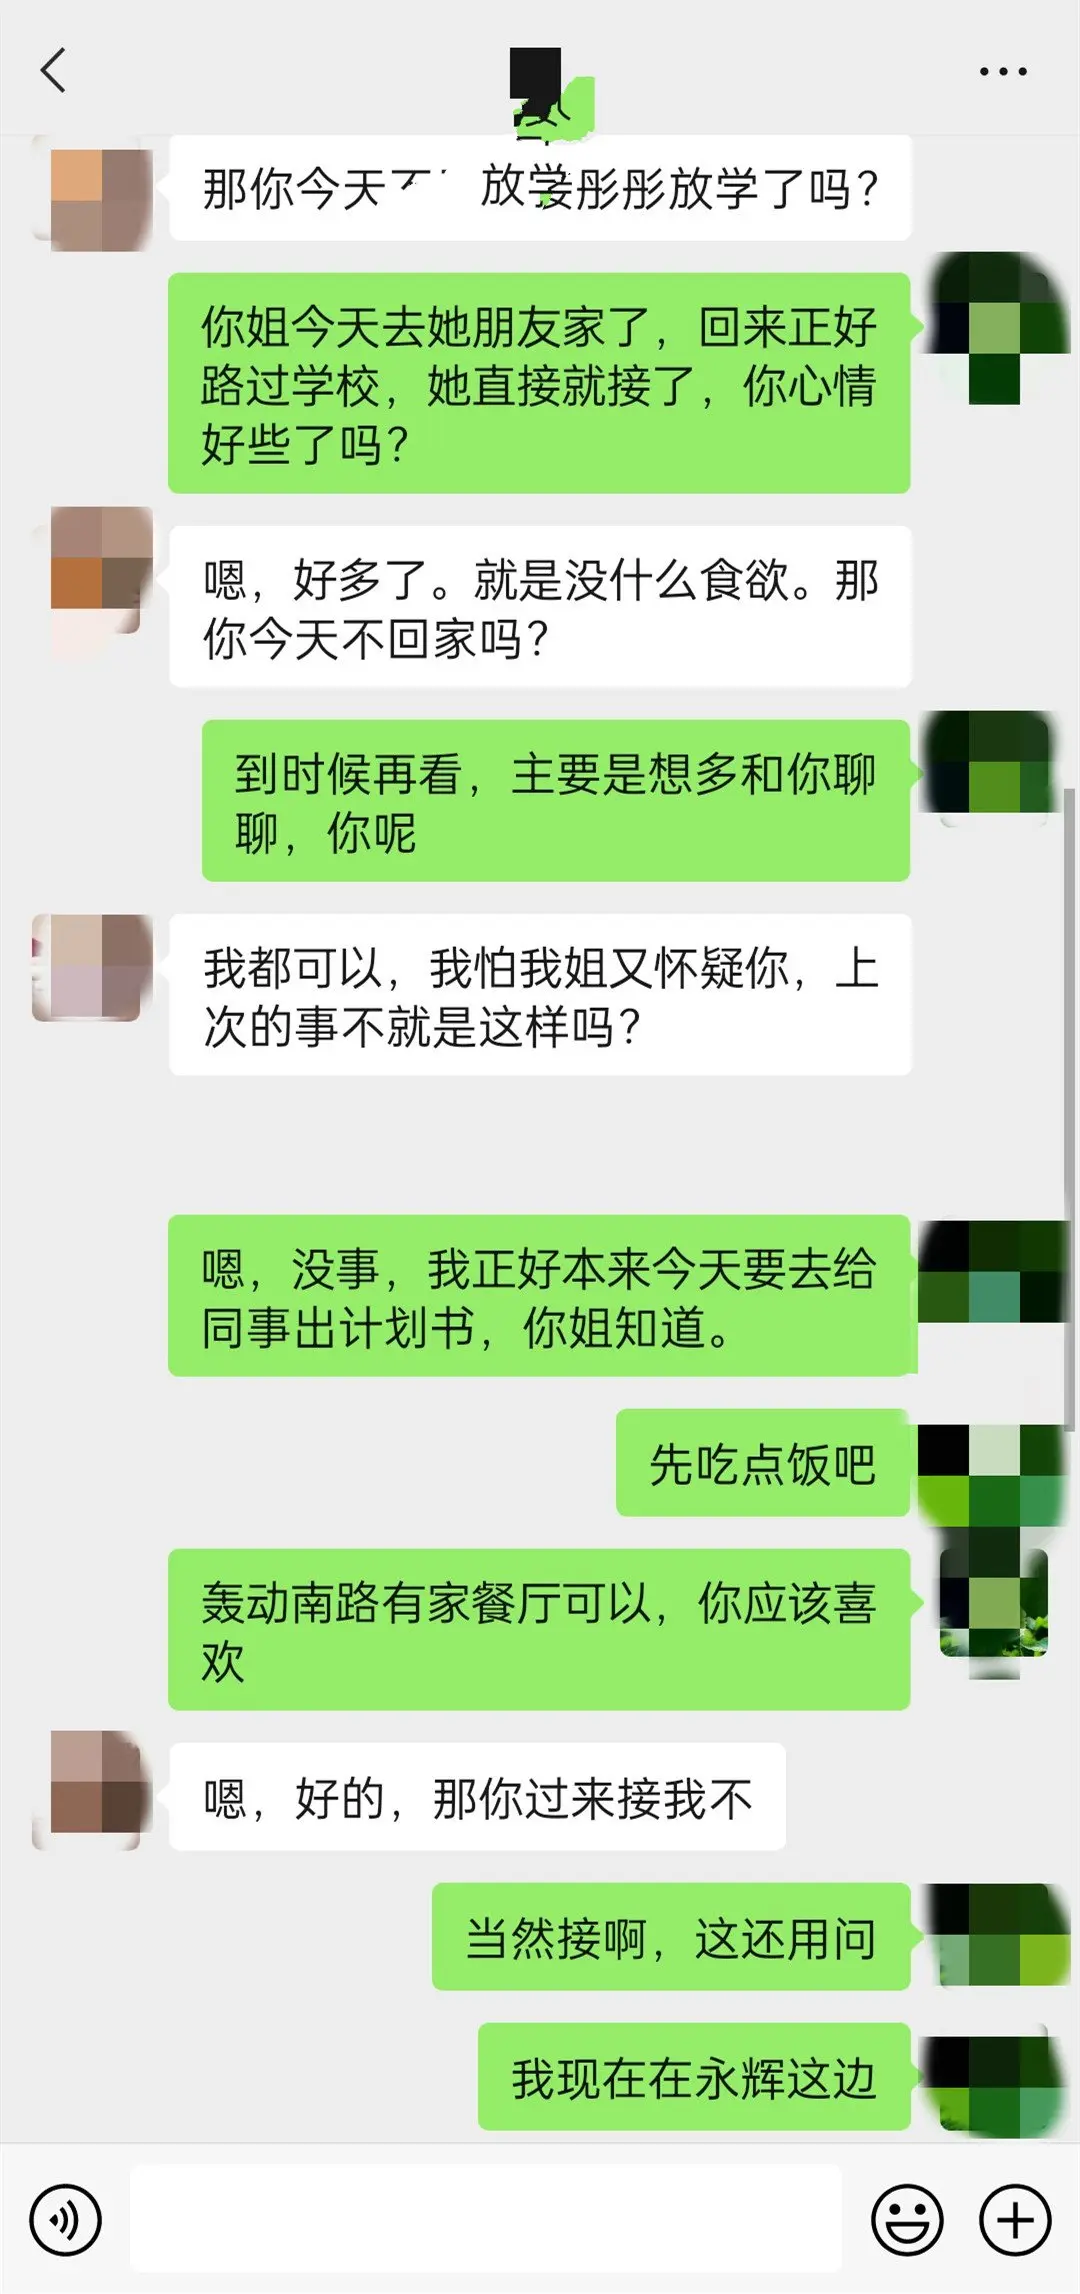 那你今天不 放学接彤彤放学了吗？
你姐今天去她朋友家了，回来正好
路过学校，她直接就接了，你心情
好些了吗？
嗯，好多了。就是没什么食欲。那
你今天不回家吗？
到时候再看，主要是想多和你聊
聊，你呢
我都可以，我怕我姐又怀疑你，上
次的事不就是这样吗？
嗯，没事，我正好本来今天要去给
同事出计划书，你姐知道。
先吃点饭吧
轰动南路有家餐厅可以，你应该喜
欢
嗯，好的，那你过来接我不
当然接啊，这还用问
我现在在永辉这边